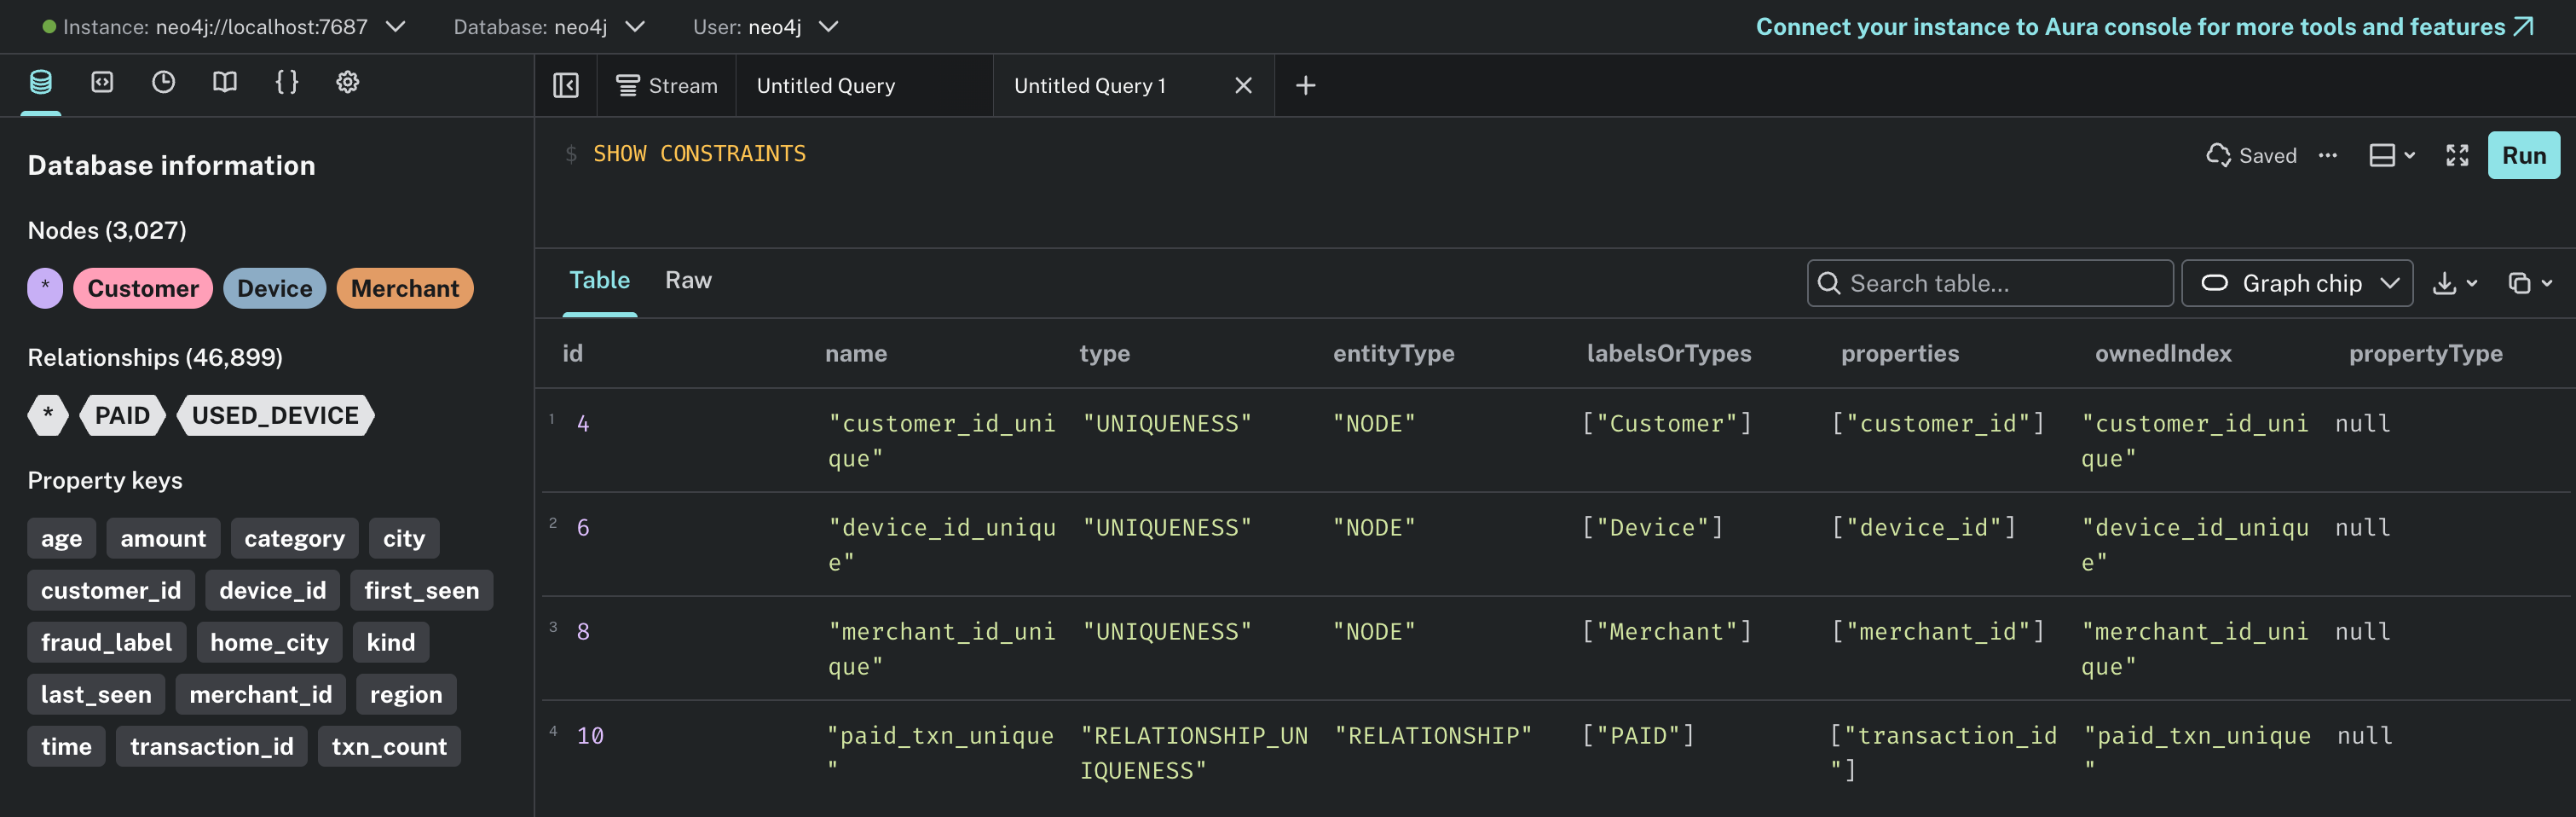 Instance: neo4j://localhost:7687 Database: neo4j User: neo4j Connect your instance to Aura console for more tools and features
Stream Untitled Query Untitled Query 1
Database information
Nodes (3,027)
* Customer Device Merchant
Relationships (46,899)
* PAID USED_DEVICE
Property keys
age amount category city
customer_id device_id first_seen
fraud_label home_city kind
last_seen merchant_id region
time transaction_id txn_count
$ SHOW CONSTRAINTS
Saved ... Run
Table Raw Search table... Graph chip
id name type entityType labelsOrTypes properties ownedIndex propertyType
1 4 "customer_id_uni "UNIQUENESS" "NODE" ["Customer"] ["customer_id"] "customer_id_uni null
que" que"
2 6 "device_id_uniqu "UNIQUENESS" "NODE" ["Device"] ["device_id"] "device_id_uniqu null
e" e"
3 8 "merchant_id_uni "UNIQUENESS" "NODE" ["Merchant"] ["merchant_id"] "merchant_id_uni null
que" que"
4 10 "paid_txn_unique "RELATIONSHIP_UN "RELATIONSHIP" ["PAID"] ["transaction_id "paid_txn_unique null
" IQUENESS" "] "